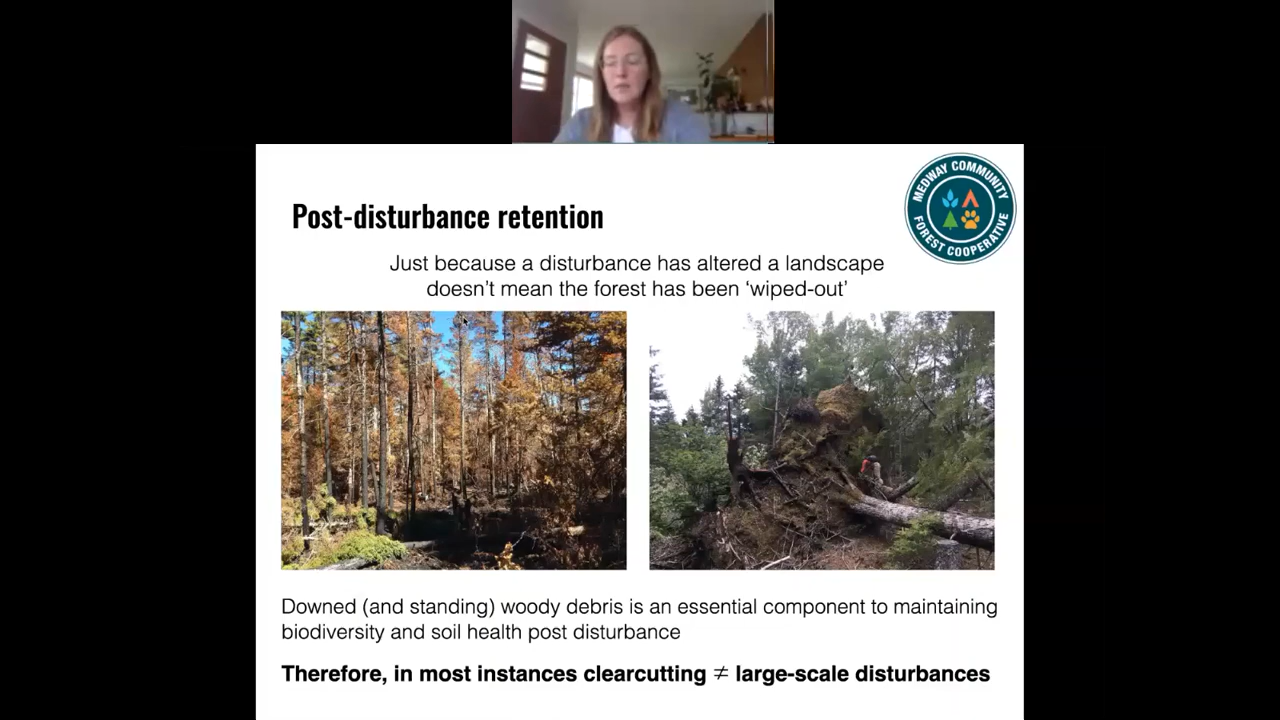 MEDWAY COMMUNITY
FOREST COOPERATIVE
Post-disturbance retention
Just because a disturbance has altered a landscape
doesn't mean the forest has been ‘wiped-out’
Downed (and standing) woody debris is an essential component to maintaining
biodiversity and soil health post disturbance
Therefore, in most instances clearcutting ≠ large-scale disturbances